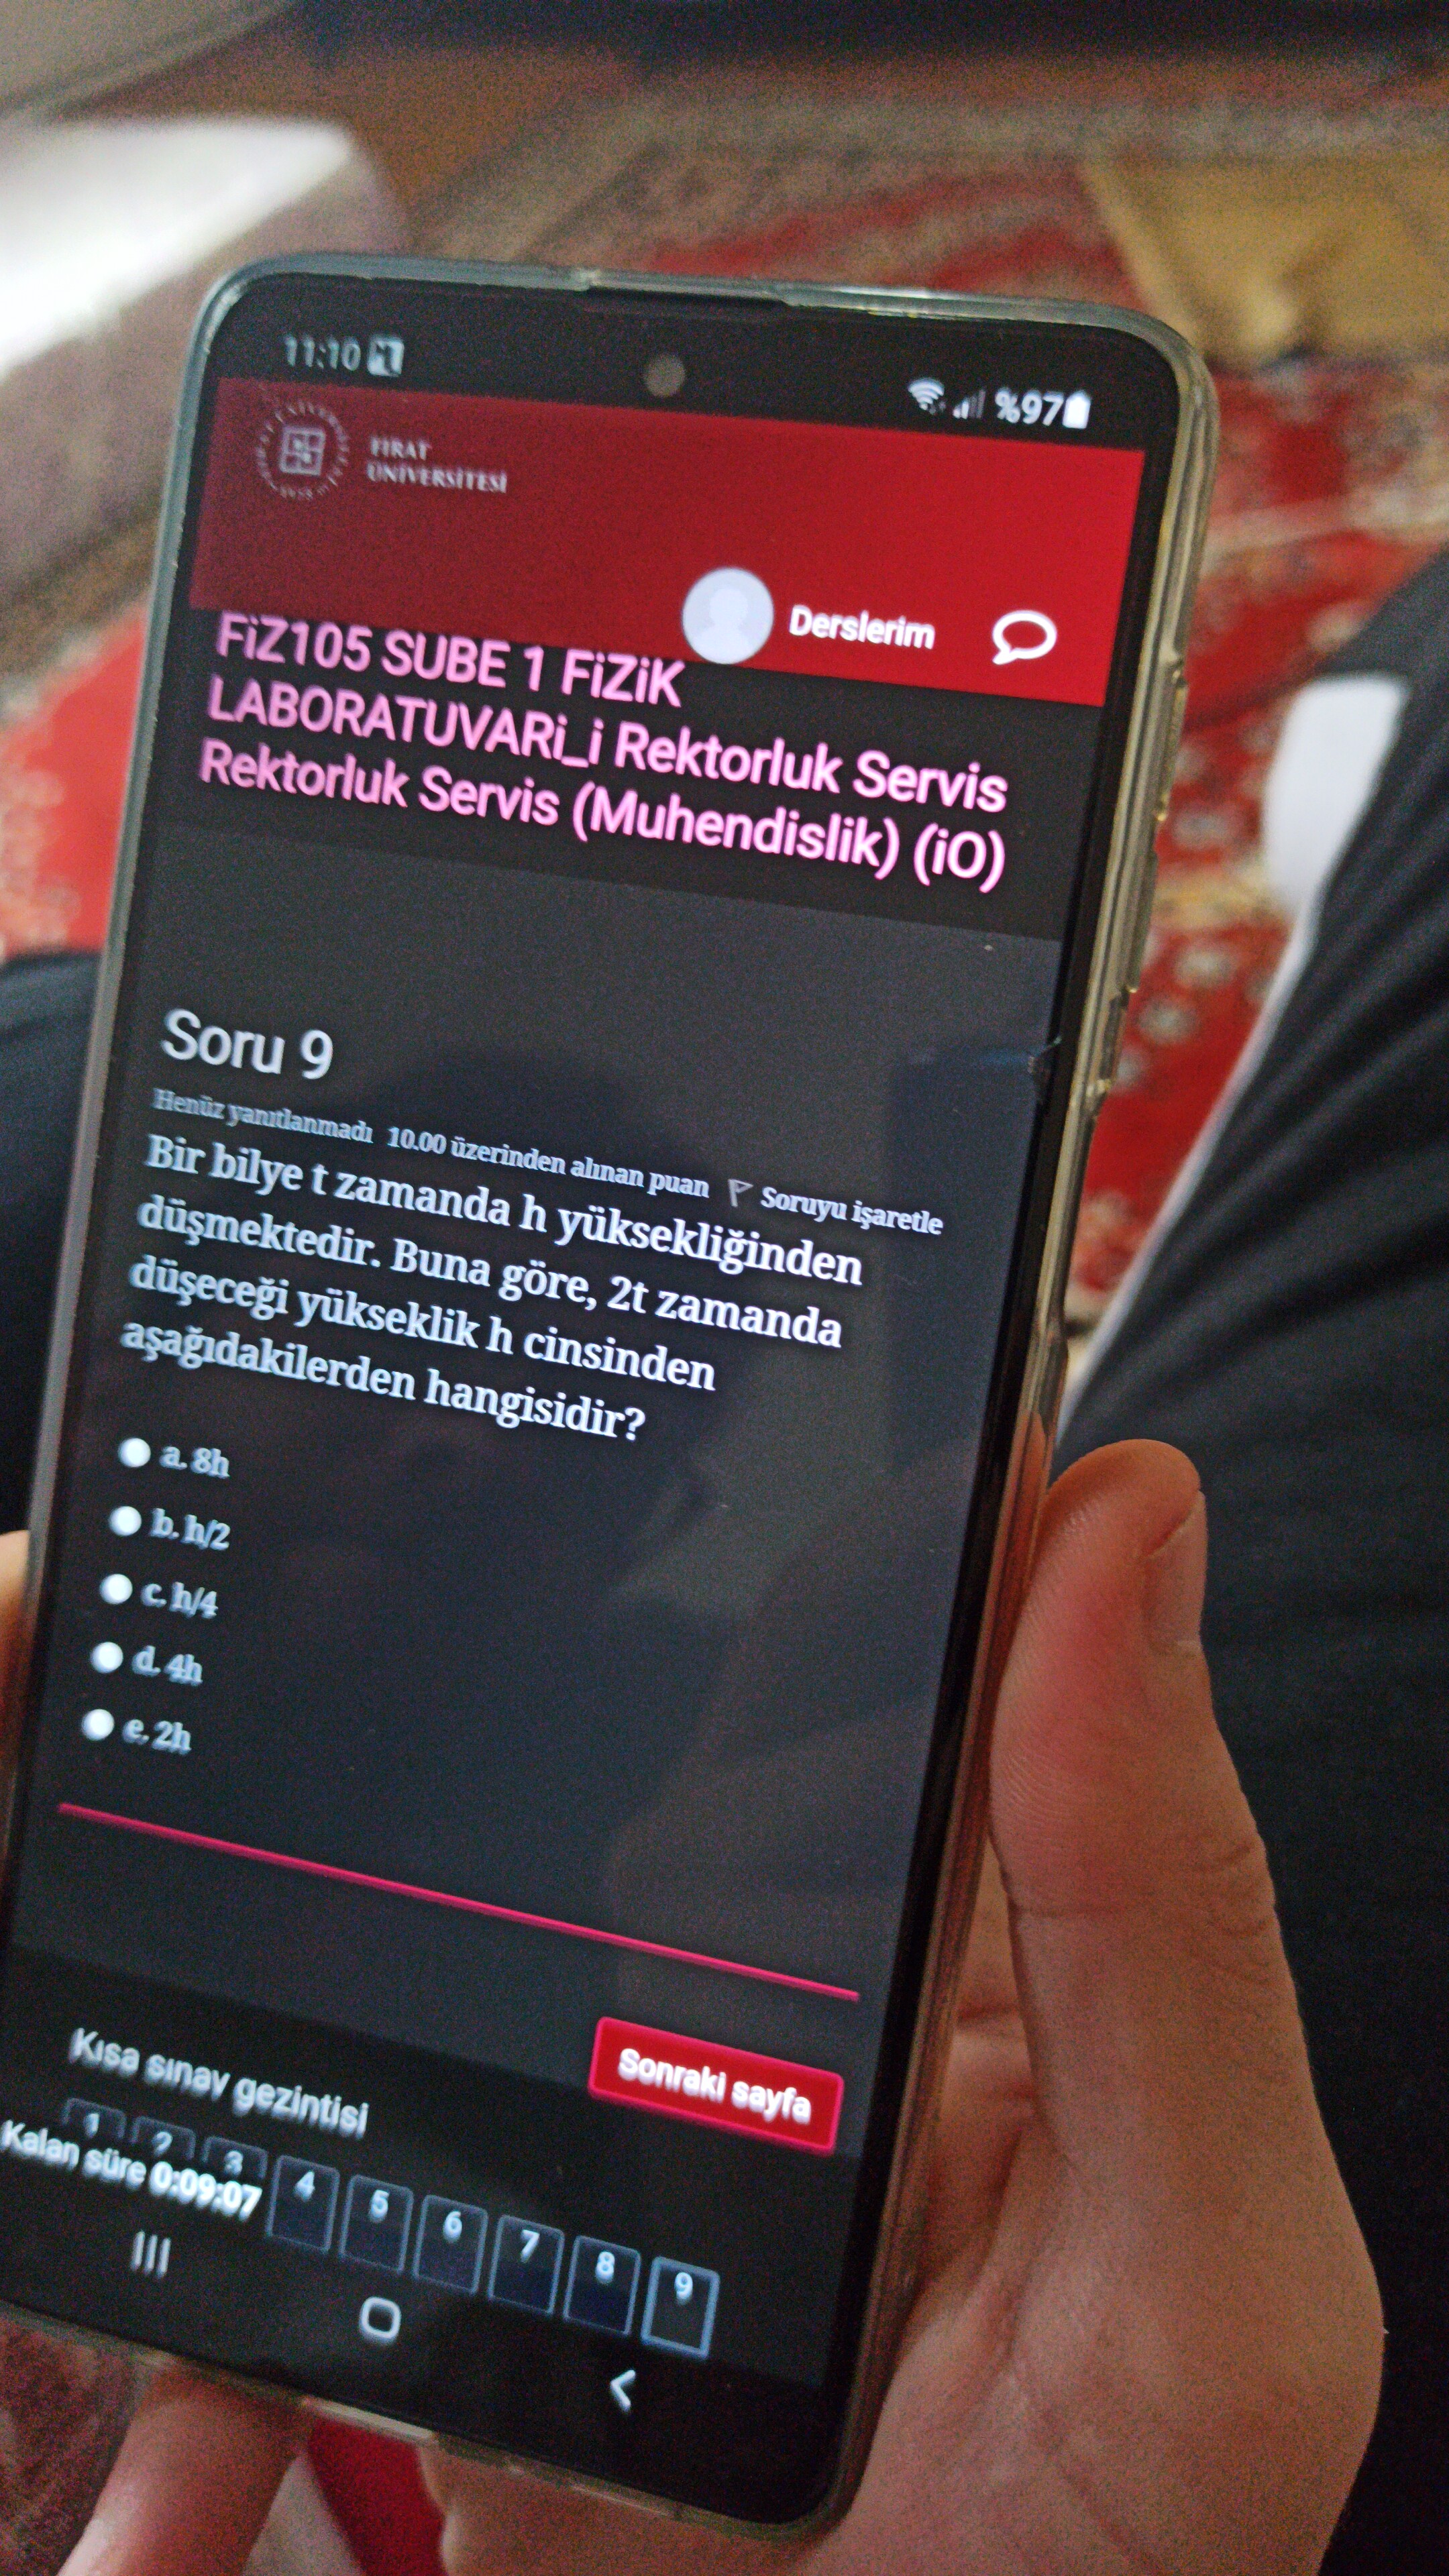 11:10
%97
FIRAT
ÜNİVERSİTESİ
Derslerim
FiZ105 SUBE 1 FiZiK
LABORATUVARi_i Rektorluk Servis
Rektorluk Servis (Muhendislik) (iO)
Soru 9
Henüz yanıtlanmadı 10.00 üzerinden alınan puan Soruyu işaretle
Bir bilye t zamanda h yüksekliğinden
düşmektedir. Buna göre, 2t zamanda
düşeceği yükseklik h cinsinden
aşağıdakilerden hangisidir?
a. 8h
b. h/2
c. h/4
d. 4h
e. 2h
Sonraki sayfa
Kısa sınav gezintisi
1 2 3 4 5 6 7 8 9
Kalan süre 0:09:07